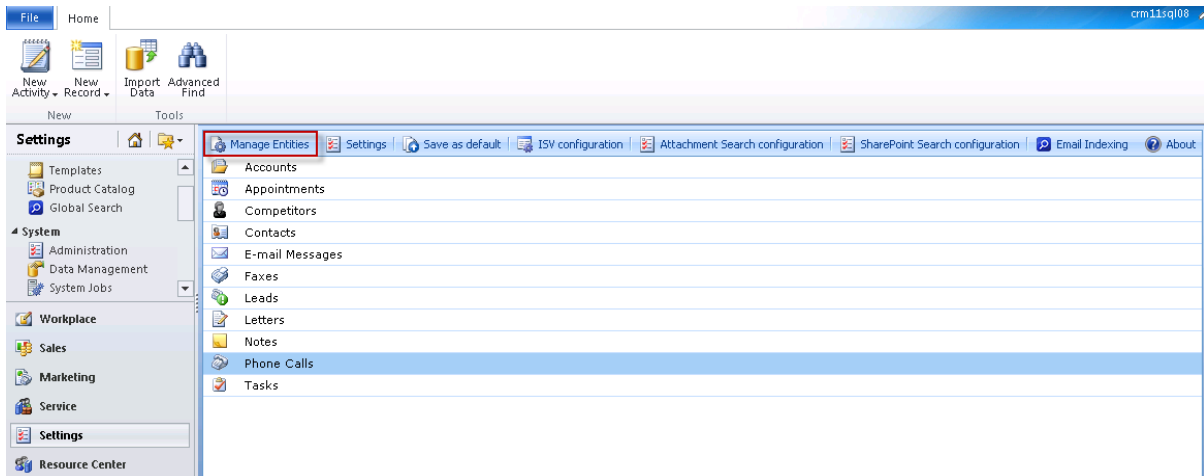 File Home crm11sql08
New Activity New Record Import Data Advanced Find
New Tools
Settings
Manage Entities Settings Save as default ISV configuration Attachment Search configuration SharePoint Search configuration Email Indexing About
Templates
Product Catalog
Global Search
System
Administration
Data Management
System Jobs
Workplace
Sales
Marketing
Service
Settings
Resource Center
Accounts
Appointments
Competitors
Contacts
E-mail Messages
Faxes
Leads
Letters
Notes
Phone Calls
Tasks